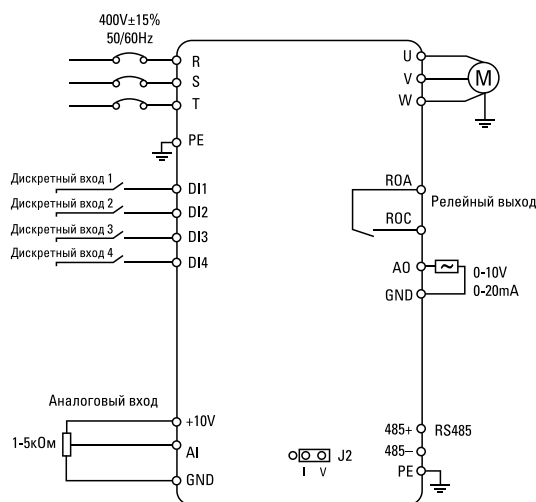 400V±15%
50/60Hz
R
S
T
PE
Дискретный вход 1
DI1
Дискретный вход 2
DI2
Дискретный вход 3
DI3
Дискретный вход 4
DI4
Аналоговый вход
+10V
1-5кОм
AI
GND
U
V
W
M
ROA
Релейный выход
ROC
AO
~
0-10V
0-20mA
GND
485+
RS485
485–
PE
J2
I V